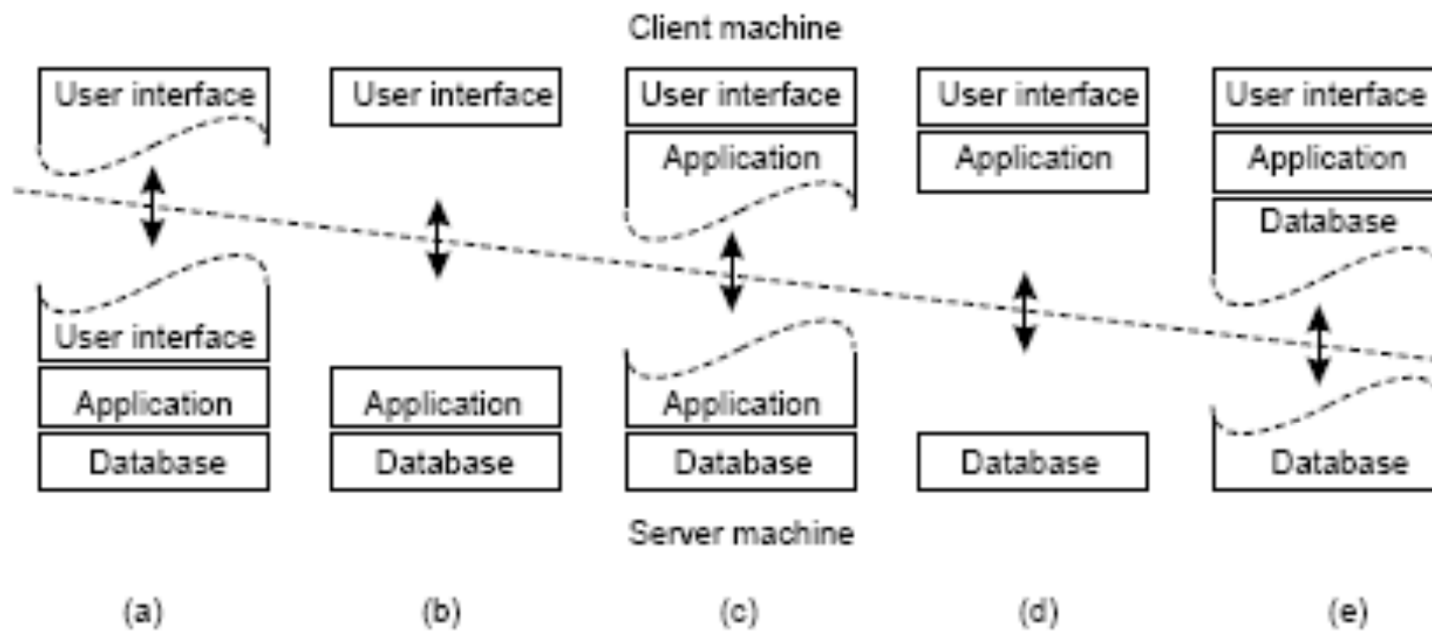 Client machine
User interface User interface User interface User interface User interface
Application Application Application
Database
User interface
Application Application Application
Database Database Database Database Database
Server machine
(a) (b) (c) (d) (e)